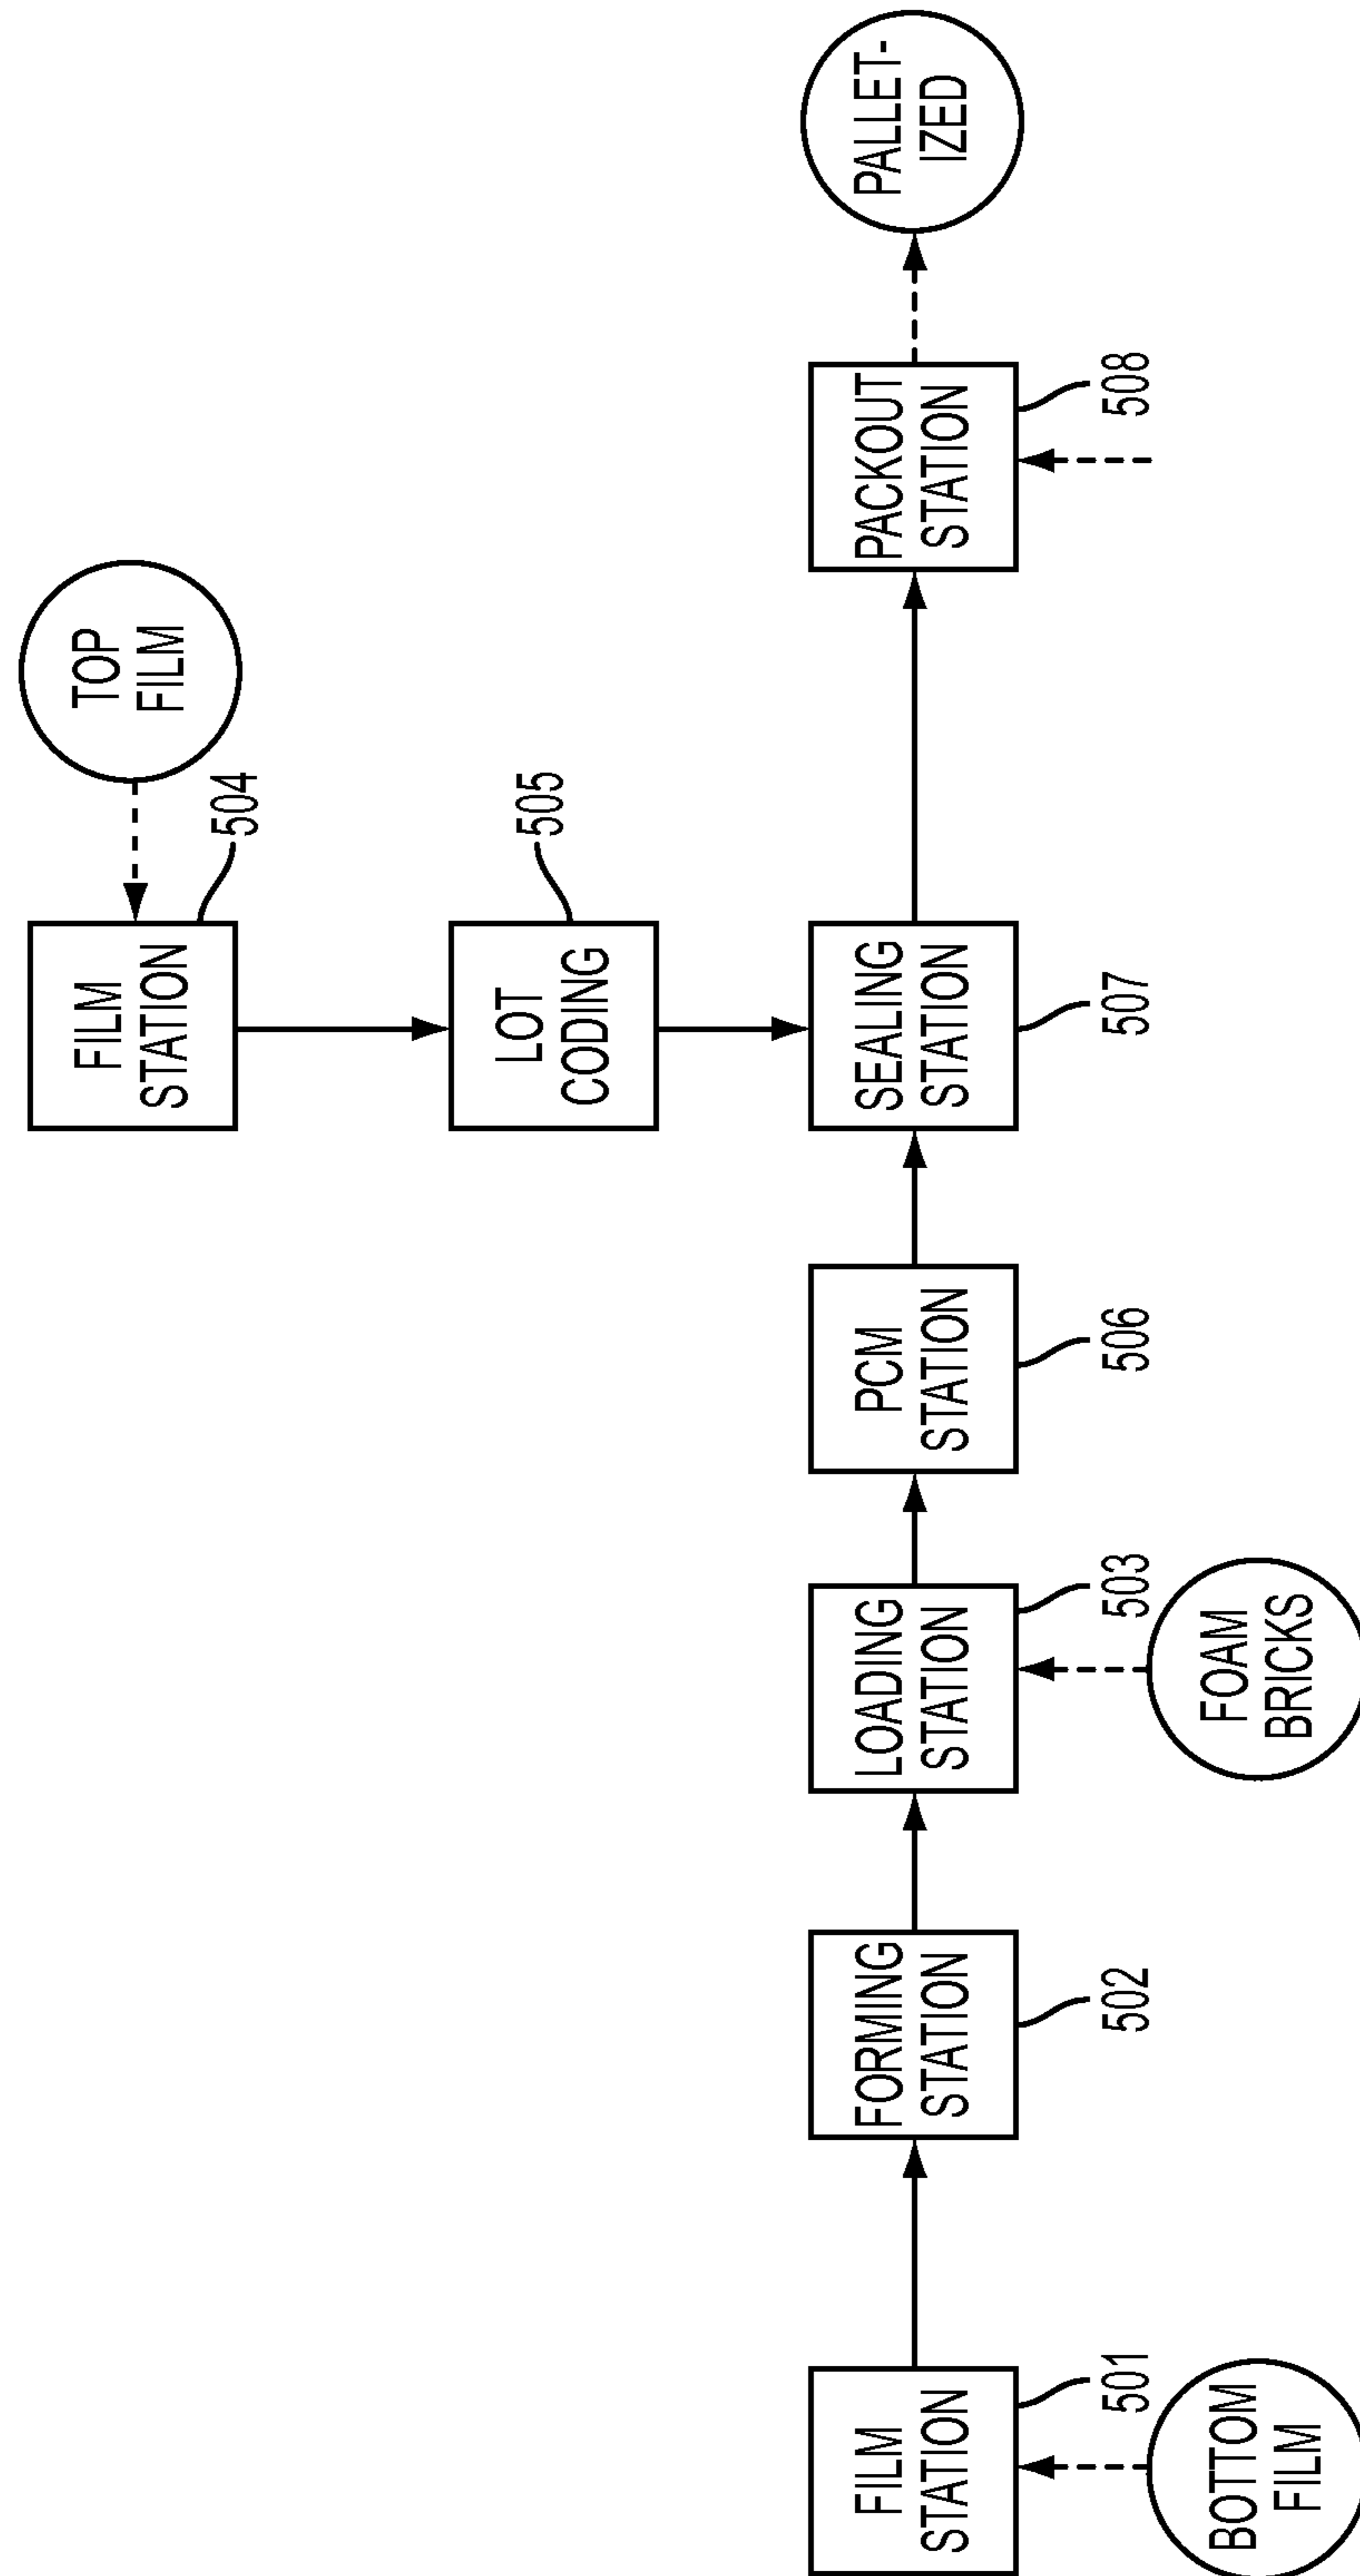 TOP
FILM
FILM
STATION
504
LOT
CODING
505
FILM
STATION
501
BOTTOM
FILM
FORMING
STATION
502
LOADING
STATION
503
FOAM
BRICKS
PCM
STATION
506
SEALING
STATION
507
PACKOUT
STATION
508
PALLET-
IZED